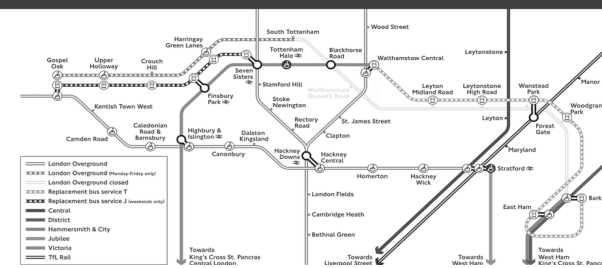 South Tottenham
Wood Street
Harringay
Green Lanes
Tottenham
Hale
Blackhorse
Road
Walthamstow Central
Leytonstone
Gospel
Oak
Upper
Holloway
Crouch
Hill
Seven
Sisters
Stamford Hill
Finsbury
Park
Walthamstow
Queen's Road
Leyton
Midland Road
Leytonstone
High Road
Wanstead
Park
Manor
Woodgran
Park
Kentish Town West
Stoke
Newington
Rectory
Road
St. James Street
Clapton
Leyton
Forest
Gate
Camden Road
Caledonian
Road &
Barnsbury
Highbury &
Islington
Dalston
Kingsland
Canonbury
Hackney
Downs
Hackney
Central
Homerton
Hackney
Wick
Stratford
Maryland
London Fields
Cambridge Heath
Bethnal Green
East Ham
Bark
London Overground
London Overground (Monday-Friday only)
London Overground closed
Replacement bus service T
Replacement bus service J (weekends only)
Central
District
Hammersmith & City
Jubilee
Victoria
TfL Rail
Towards
King's Cross St. Pancras
Central London
Towards
Liverpool Street
Towards
West Ham
Towards
West Ham
King's Cross St. Pancras